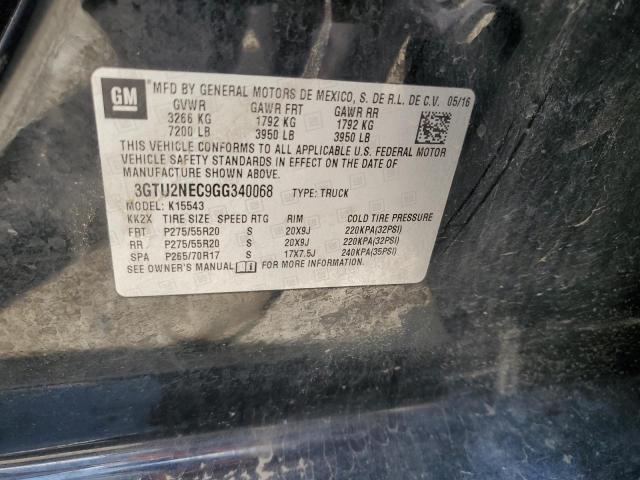 GM
MFD BY GENERAL MOTORS DE MEXICO, S. DE R.L. DE C.V. 05/16
GVWR GAWR FRT GAWR RR
3266 KG 1792 KG 1792 KG
7200 LB 3950 LB 3950 LB
THIS VEHICLE CONFORMS TO ALL APPLICABLE U.S. FEDERAL MOTOR
VEHICLE SAFETY STANDARDS IN EFFECT ON THE DATE OF
MANUFACTURE SHOWN ABOVE.
3GTU2NEC9GG340068 TYPE: TRUCK
MODEL: K15543
KK2X TIRE SIZE SPEED RTG RIM COLD TIRE PRESSURE
FRT P275/55R20 S 20X9J 220KPA(32PSI)
RR P275/55R20 S 20X9J 220KPA(32PSI)
SPA P265/70R17 S 17X7.5J 240KPA(35PSI)
SEE OWNER'S MANUAL FOR MORE INFORMATION.